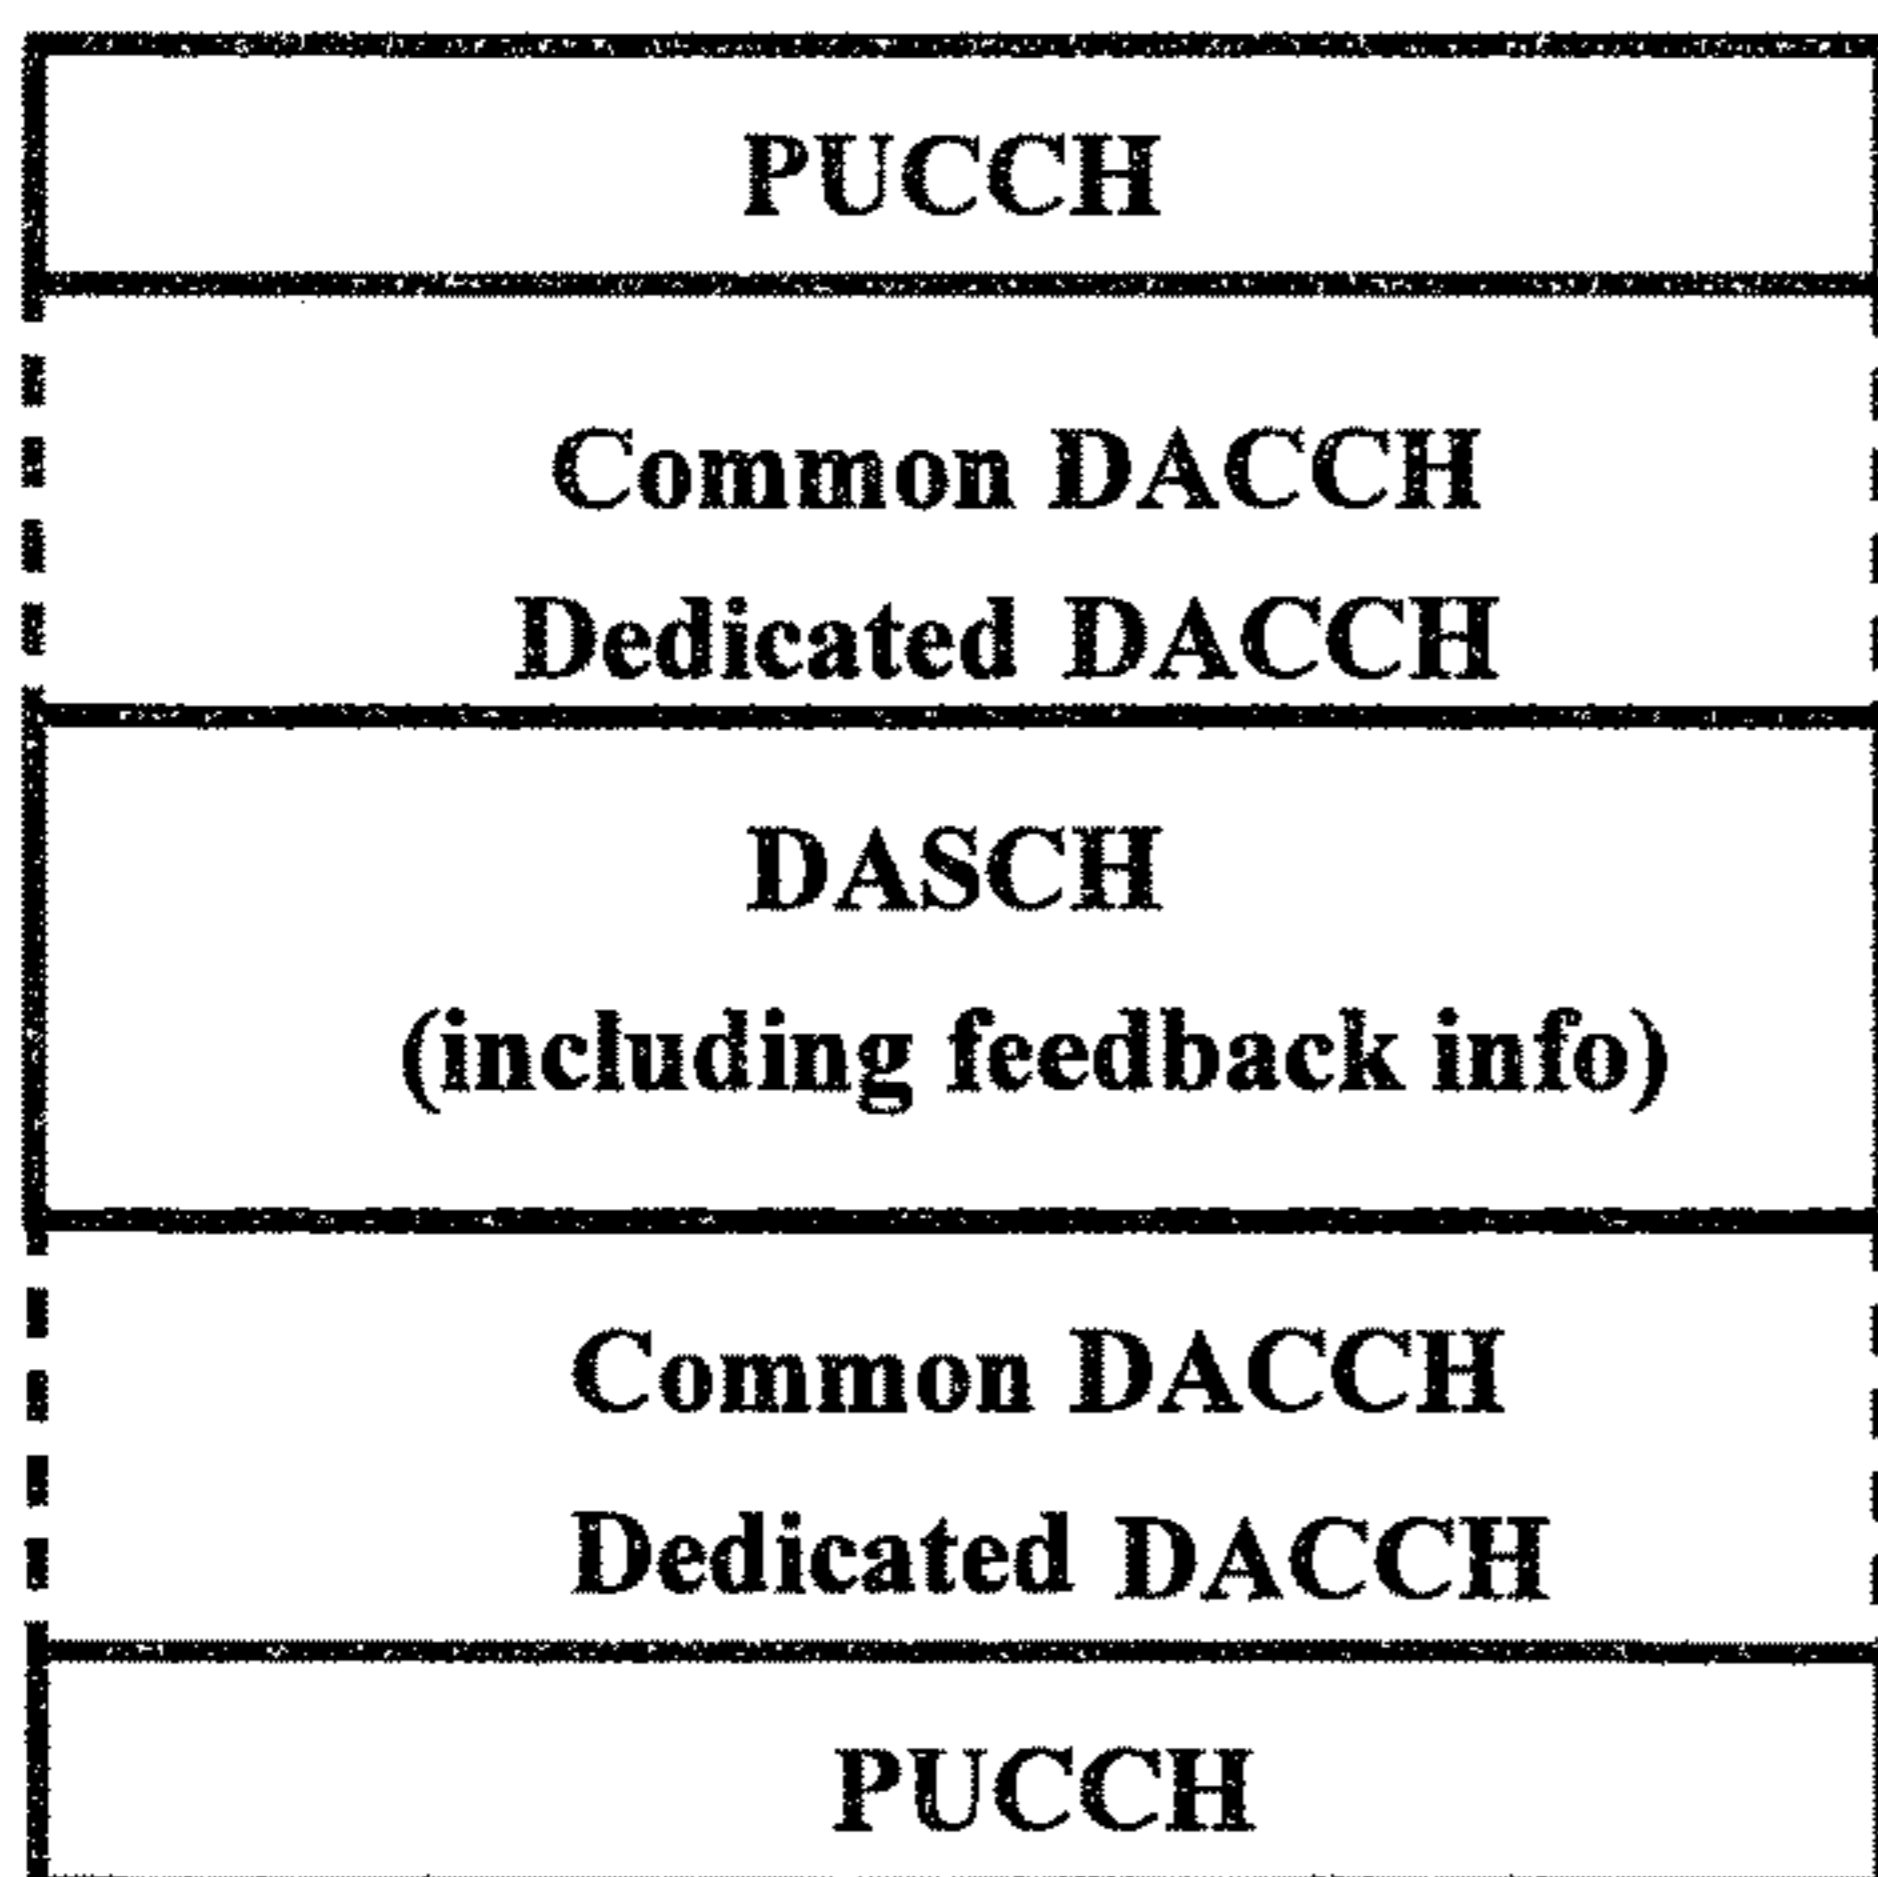 PUCCH
Common DACCH
Dedicated DACCH
DASCH
(including feedback info)
Common DACCH
Dedicated DACCH
PUCCH